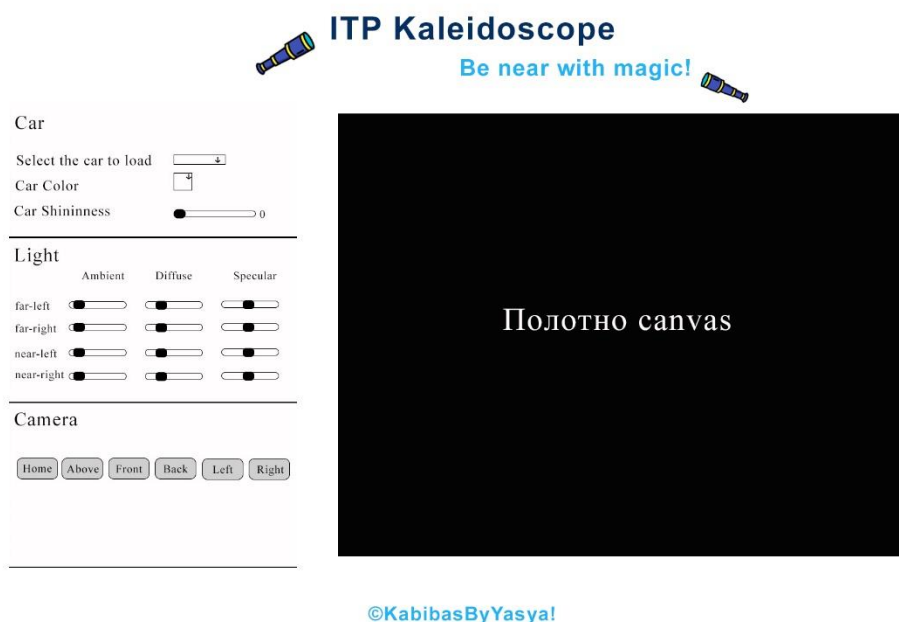 ITP Kaleidoscope
Be near with magic!
Car
Select the car to load
Car Color
Car Shininness 0
Light
Ambient Diffuse Specular
far-left
far-right
near-left
near-right
Camera
Home Above Front Back Left Right
Полотно canvas
©KabibasByYasya!